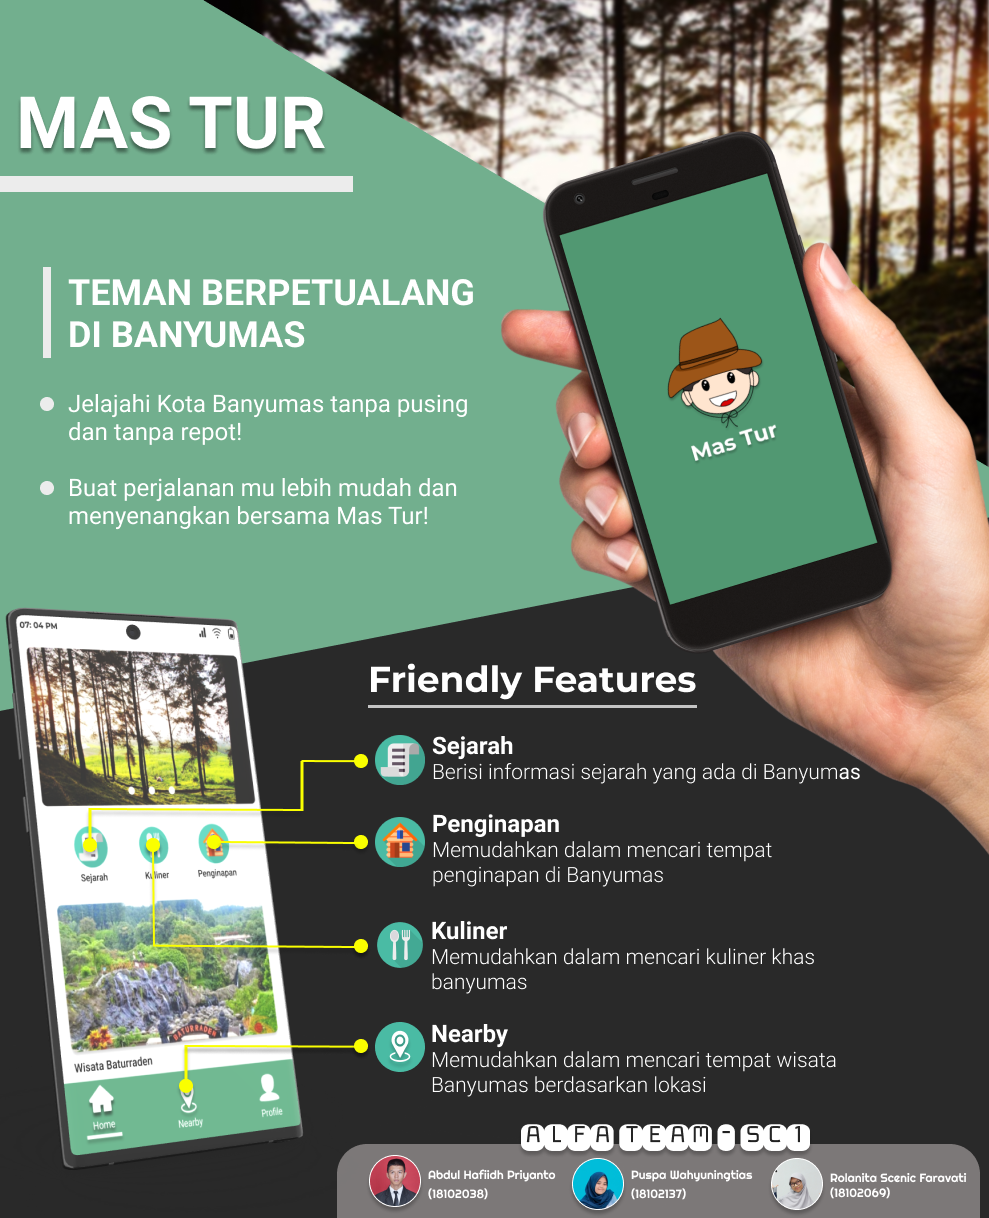 MAS TUR
TEMAN BERPETUALANG
DI BANYUMAS
Jelajahi Kota Banyumas tanpa pusing
dan tanpa repot!
Buat perjalanan mu lebih mudah dan
menyenangkan bersama Mas Tur!
Mas Tur
07: 04 PM
Sejarah
Kuliner
Penginapan
BATURRADEN
Wisata Baturraden
Home
Nearby
Profile
Friendly Features
Sejarah
Berisi informasi sejarah yang ada di Banyumas
Penginapan
Memudahkan dalam mencari tempat
penginapan di Banyumas
Kuliner
Memudahkan dalam mencari kuliner khas
banyumas
Nearby
Memudahkan dalam mencari tempat wisata
Banyumas berdasarkan lokasi
ALFA TEAM - SC1
Abdul Hafiidh Priyanto
(18102038)
Puspa Wahyuningtias
(18102137)
Rolanita Scenic Faravati
(18102069)